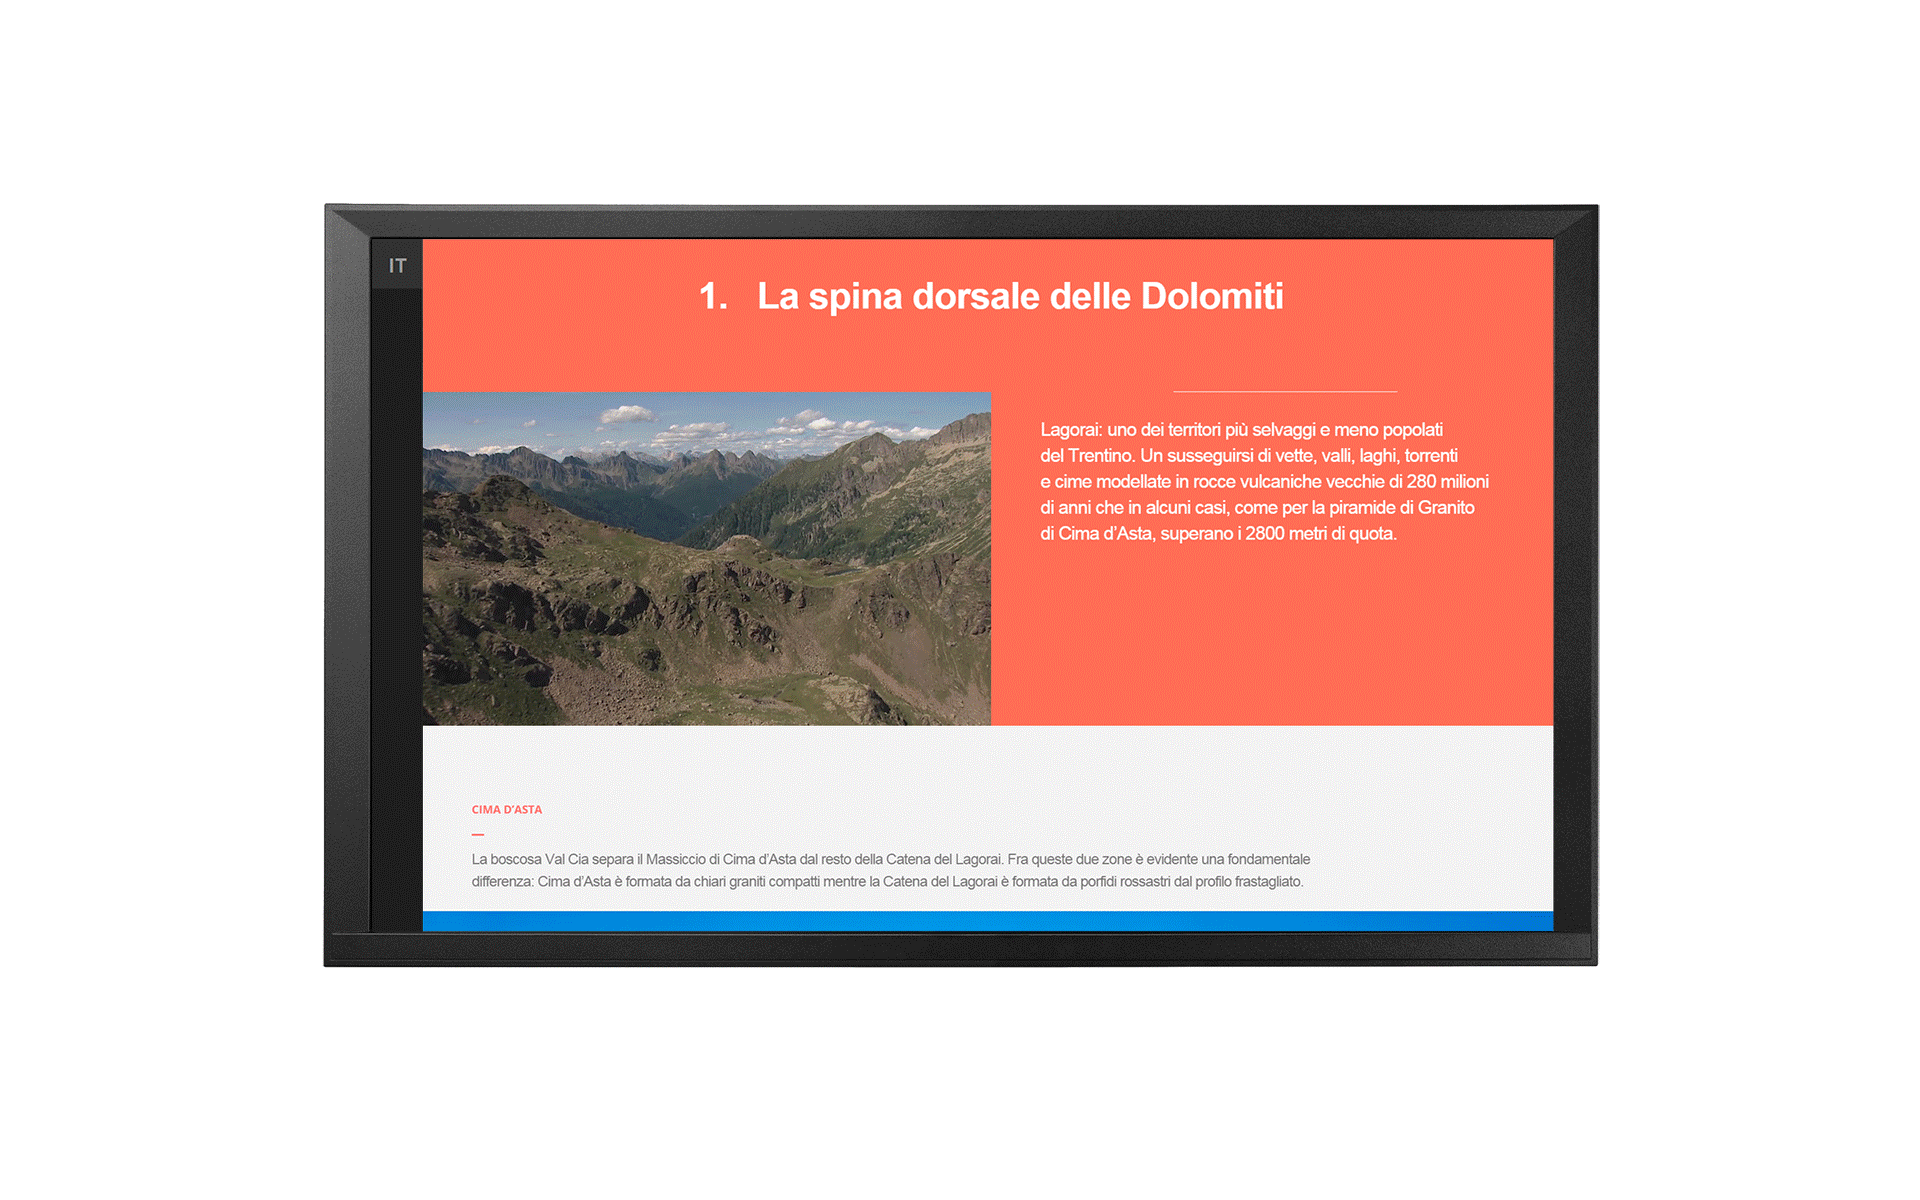 IT
1. La spina dorsale delle Dolomiti
Lagorai: uno dei territori più selvaggi e meno popolati
del Trentino. Un susseguirsi di vette, valli, laghi, torrenti
e cime modellate in rocce vulcaniche vecchie di 280 milioni
di anni che in alcuni casi, come per la piramide di Granito
di Cima d’Asta, superano i 2800 metri di quota.
CIMA D’ASTA
La boscosa Val Cia separa il Massiccio di Cima d’Asta dal resto della Catena del Lagorai. Fra queste due zone è evidente una fondamentale
differenza: Cima d’Asta è formata da chiari graniti compatti mentre la Catena del Lagorai è formata da porfidi rossastri dal profilo frastagliato.